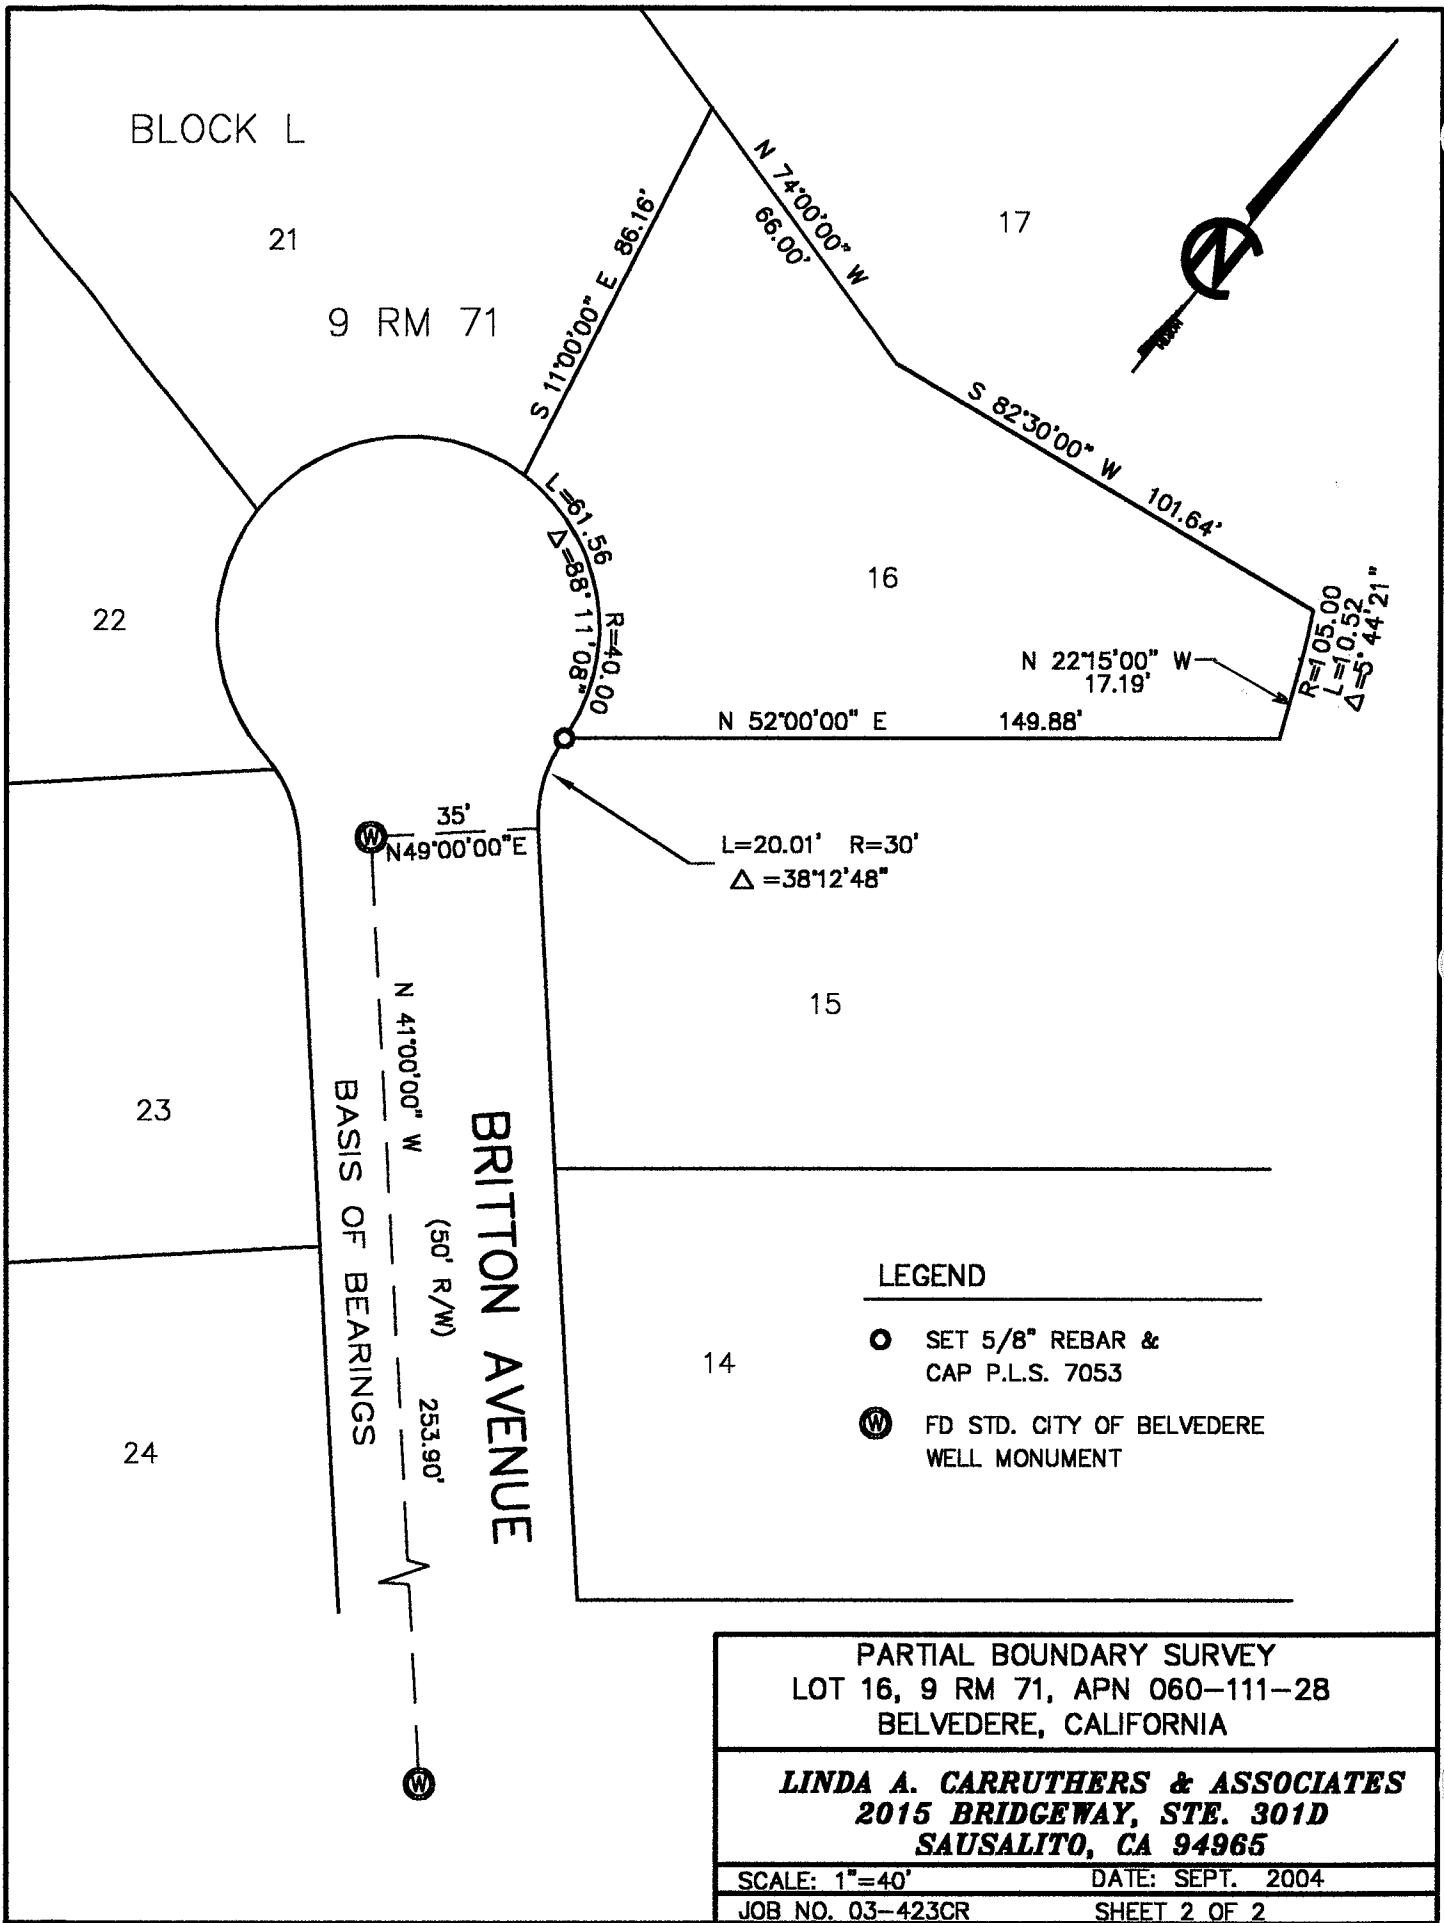 BLOCK L
21
9 RM 71
S 11°00'00" E 86.16'
N 74°00'00" W
66.00'
17
N
S 82°30'00" W 101.64'
16
22
L=61.56
Δ=88°11'08"
R=40.00
R=105.00
L=10.52
Δ=5°44'21"
N 22°15'00" W
17.19'
N 52°00'00" E 149.88'
W
35'
N49°00'00"E
L=20.01' R=30'
Δ =38°12'48"
15
N 41°00'00" W 253.90'
BASIS OF BEARINGS
(50' R/W)
BRITTON AVENUE
23
24
14
LEGEND
SET 5/8" REBAR &
CAP P.L.S. 7053
W FD STD. CITY OF BELVEDERE
WELL MONUMENT
W
PARTIAL BOUNDARY SURVEY
LOT 16, 9 RM 71, APN 060-111-28
BELVEDERE, CALIFORNIA
LINDA A. CARRUTHERS & ASSOCIATES
2015 BRIDGEWAY, STE. 301D
SAUSALITO, CA 94965
SCALE: 1"=40' DATE: SEPT. 2004
JOB NO. 03-423CR SHEET 2 OF 2